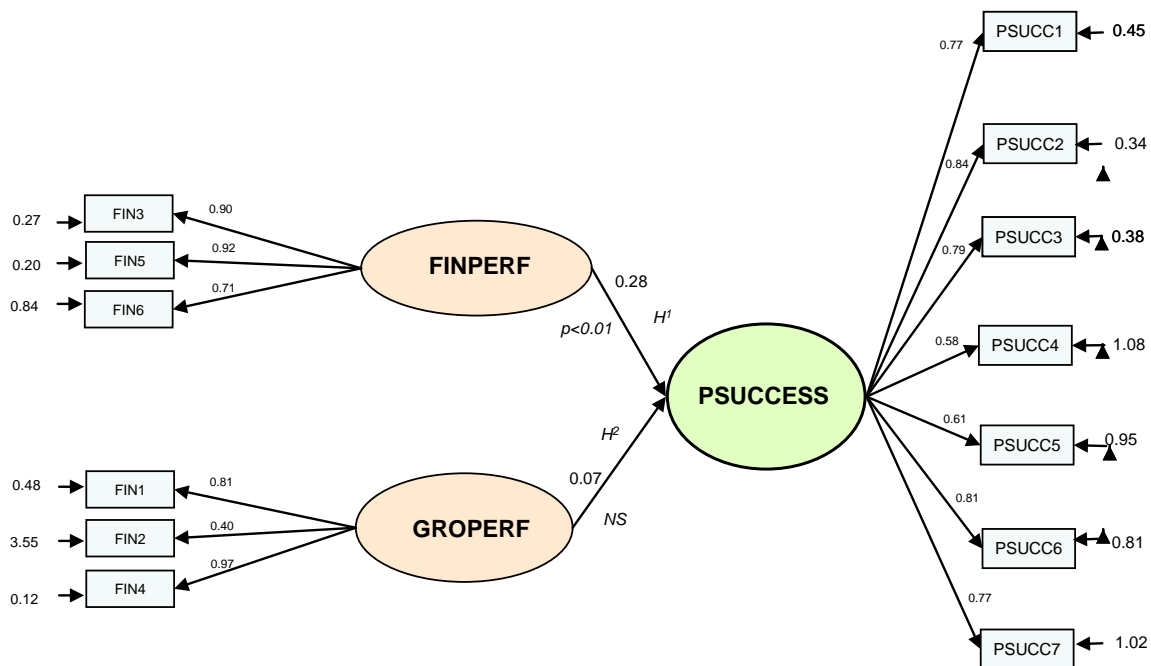 PSUCC1
0.45
0.77
PSUCC2
0.34
0.84
PSUCC3
0.38
0.79
PSUCC4
1.08
0.58
PSUCC5
0.95
0.61
PSUCC6
0.81
0.81
PSUCC7
1.02
0.77
0.27
FIN3
0.90
0.20
FIN5
0.92
0.84
FIN6
0.71
FINPERF
0.28
p<0.01
H1
PSUCCESS
H2
0.07
NS
0.48
FIN1
0.81
3.55
FIN2
0.40
0.12
FIN4
0.97
GROPERF